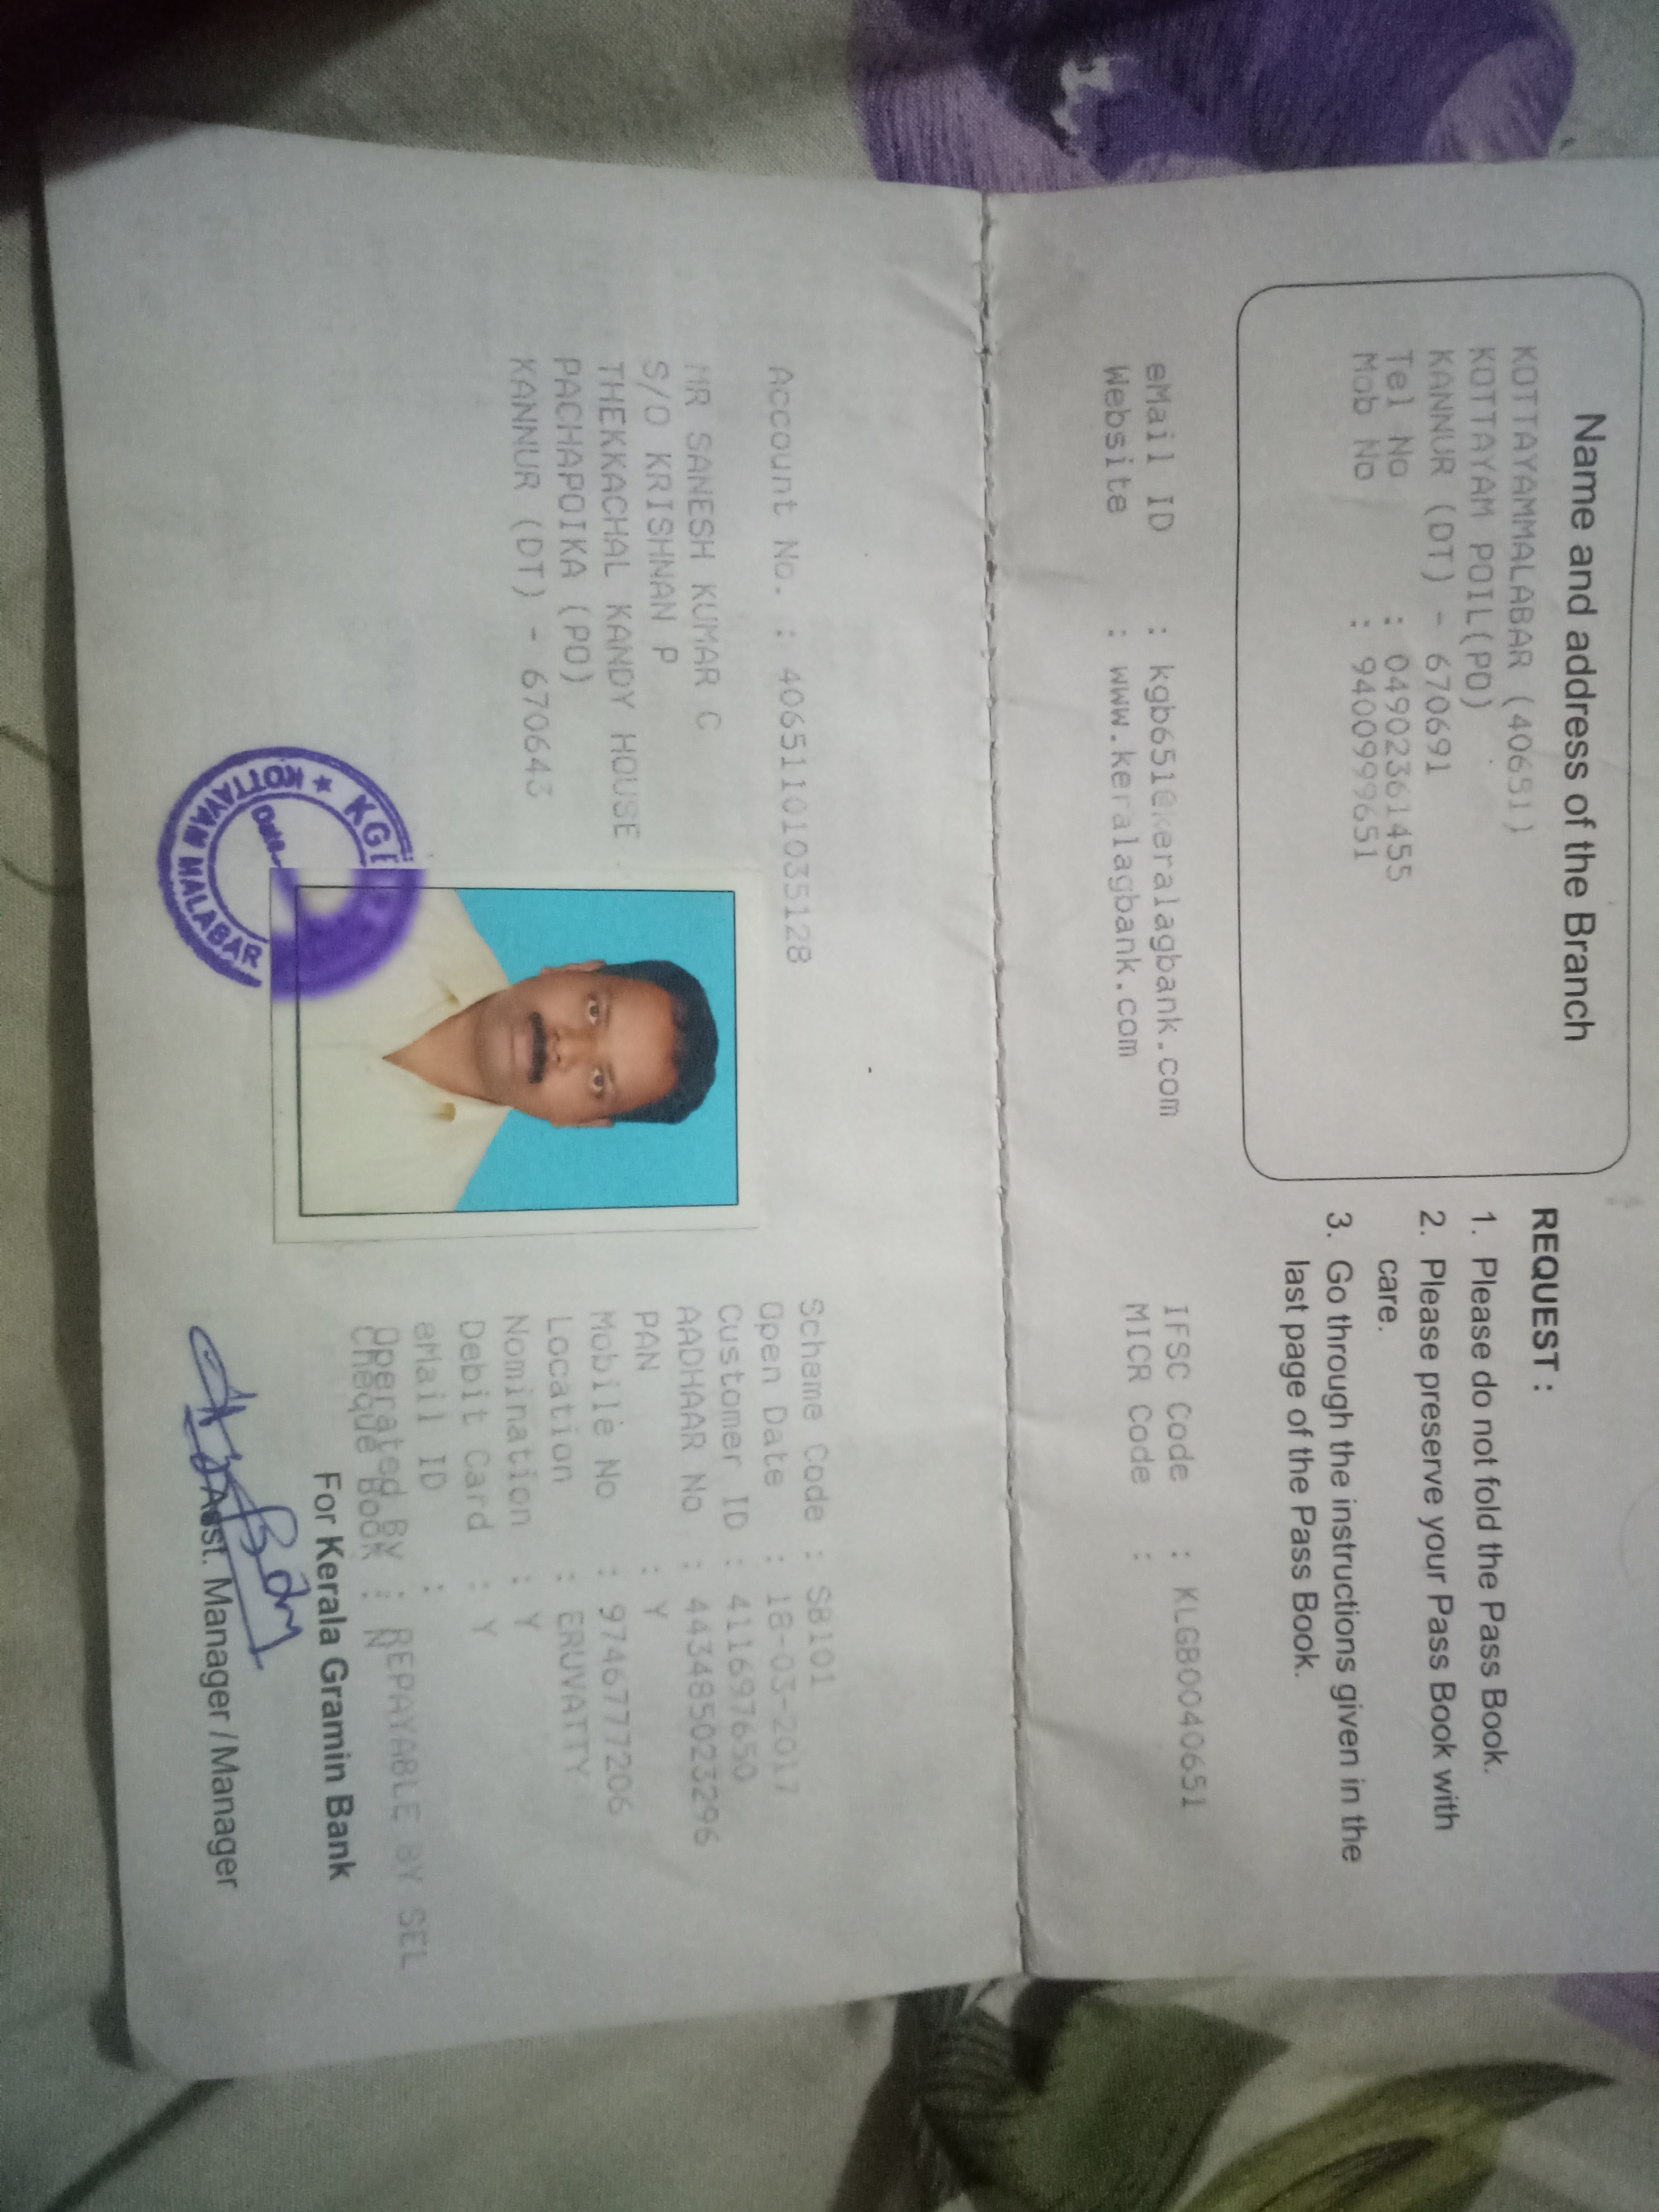 Name and address of the Branch
KOTTAYAMMALABAR (40651)
KOTTAYAM POIL(PO)
KANNUR (DT) - 670691
Tel No : 04902361455
Mob No : 9400999651
REQUEST :
1. Please do not fold the Pass Book.
2. Please preserve your Pass Book with
care.
3. Go through the instructions given in the
last page of the Pass Book.
eMail ID : kgb651@keralagbank.com
Website : www.keralagbank.com
IFSC Code : KLGB0040651
MICR Code :
Account No. : 40651101035128
MR SANESH KUMAR C
S/O KRISHNAN P
THEKKACHAL KANDY HOUSE
PACHAPOIKA (PO)
KANNUR (DT) - 670643
Scheme Code : SB101
Open Date : 18-03-2017
Customer ID : 411697650
AADHAAR No : 443485023296
PAN : Y
Mobile No : 9746777206
Location : ERUVATTY
Nomination : Y
Debit Card : Y
eMail ID :
Operated BY : REPAYABLE BY SEL
Cheque Book : N
KOTTAYAM MALABAR
Date
For Kerala Gramin Bank
Asst. Manager / Manager